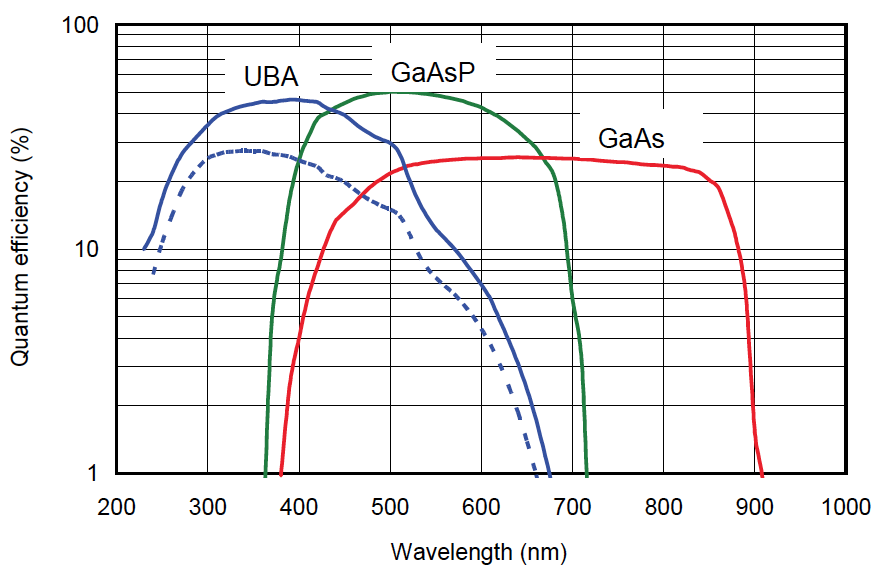 100
UBA
GaAsP
GaAs
10
1
Quantum efficiency (%)
200 300 400 500 600 700 800 900 1000
Wavelength (nm)